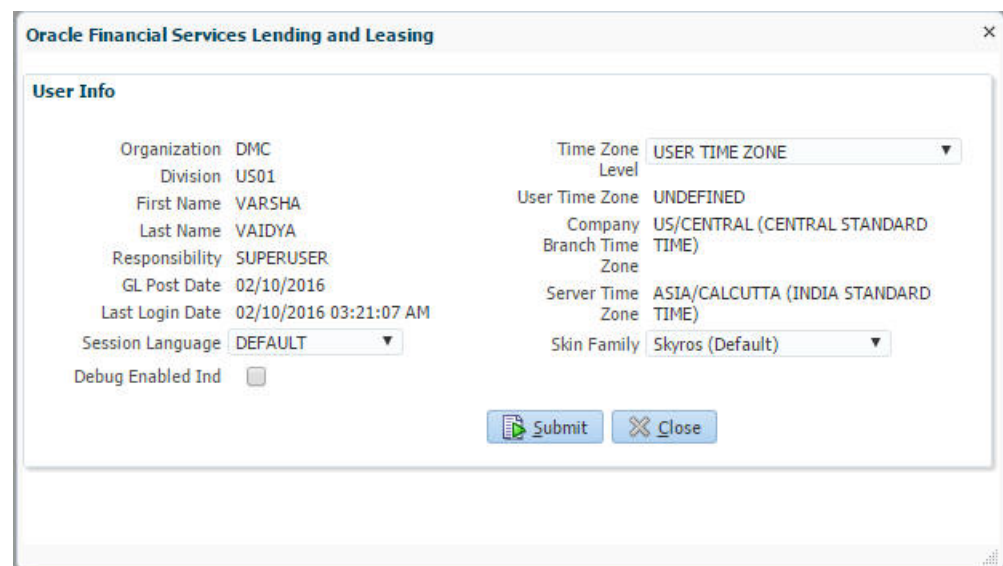 Oracle Financial Services Lending and Leasing
User Info
Organization DMC
Division US01
First Name VARSHA
Last Name VAIDYA
Responsibility SUPERUSER
GL Post Date 02/10/2016
Last Login Date 02/10/2016 03:21:07 AM
Session Language DEFAULT
Debug Enabled Ind
Time Zone USER TIME ZONE
Level
User Time Zone UNDEFINED
Company US/CENTRAL (CENTRAL STANDARD
Branch Time TIME)
Zone
Server Time ASIA/CALCUTTA (INDIA STANDARD
Zone TIME)
Skin Family Skyros (Default)
Submit Close